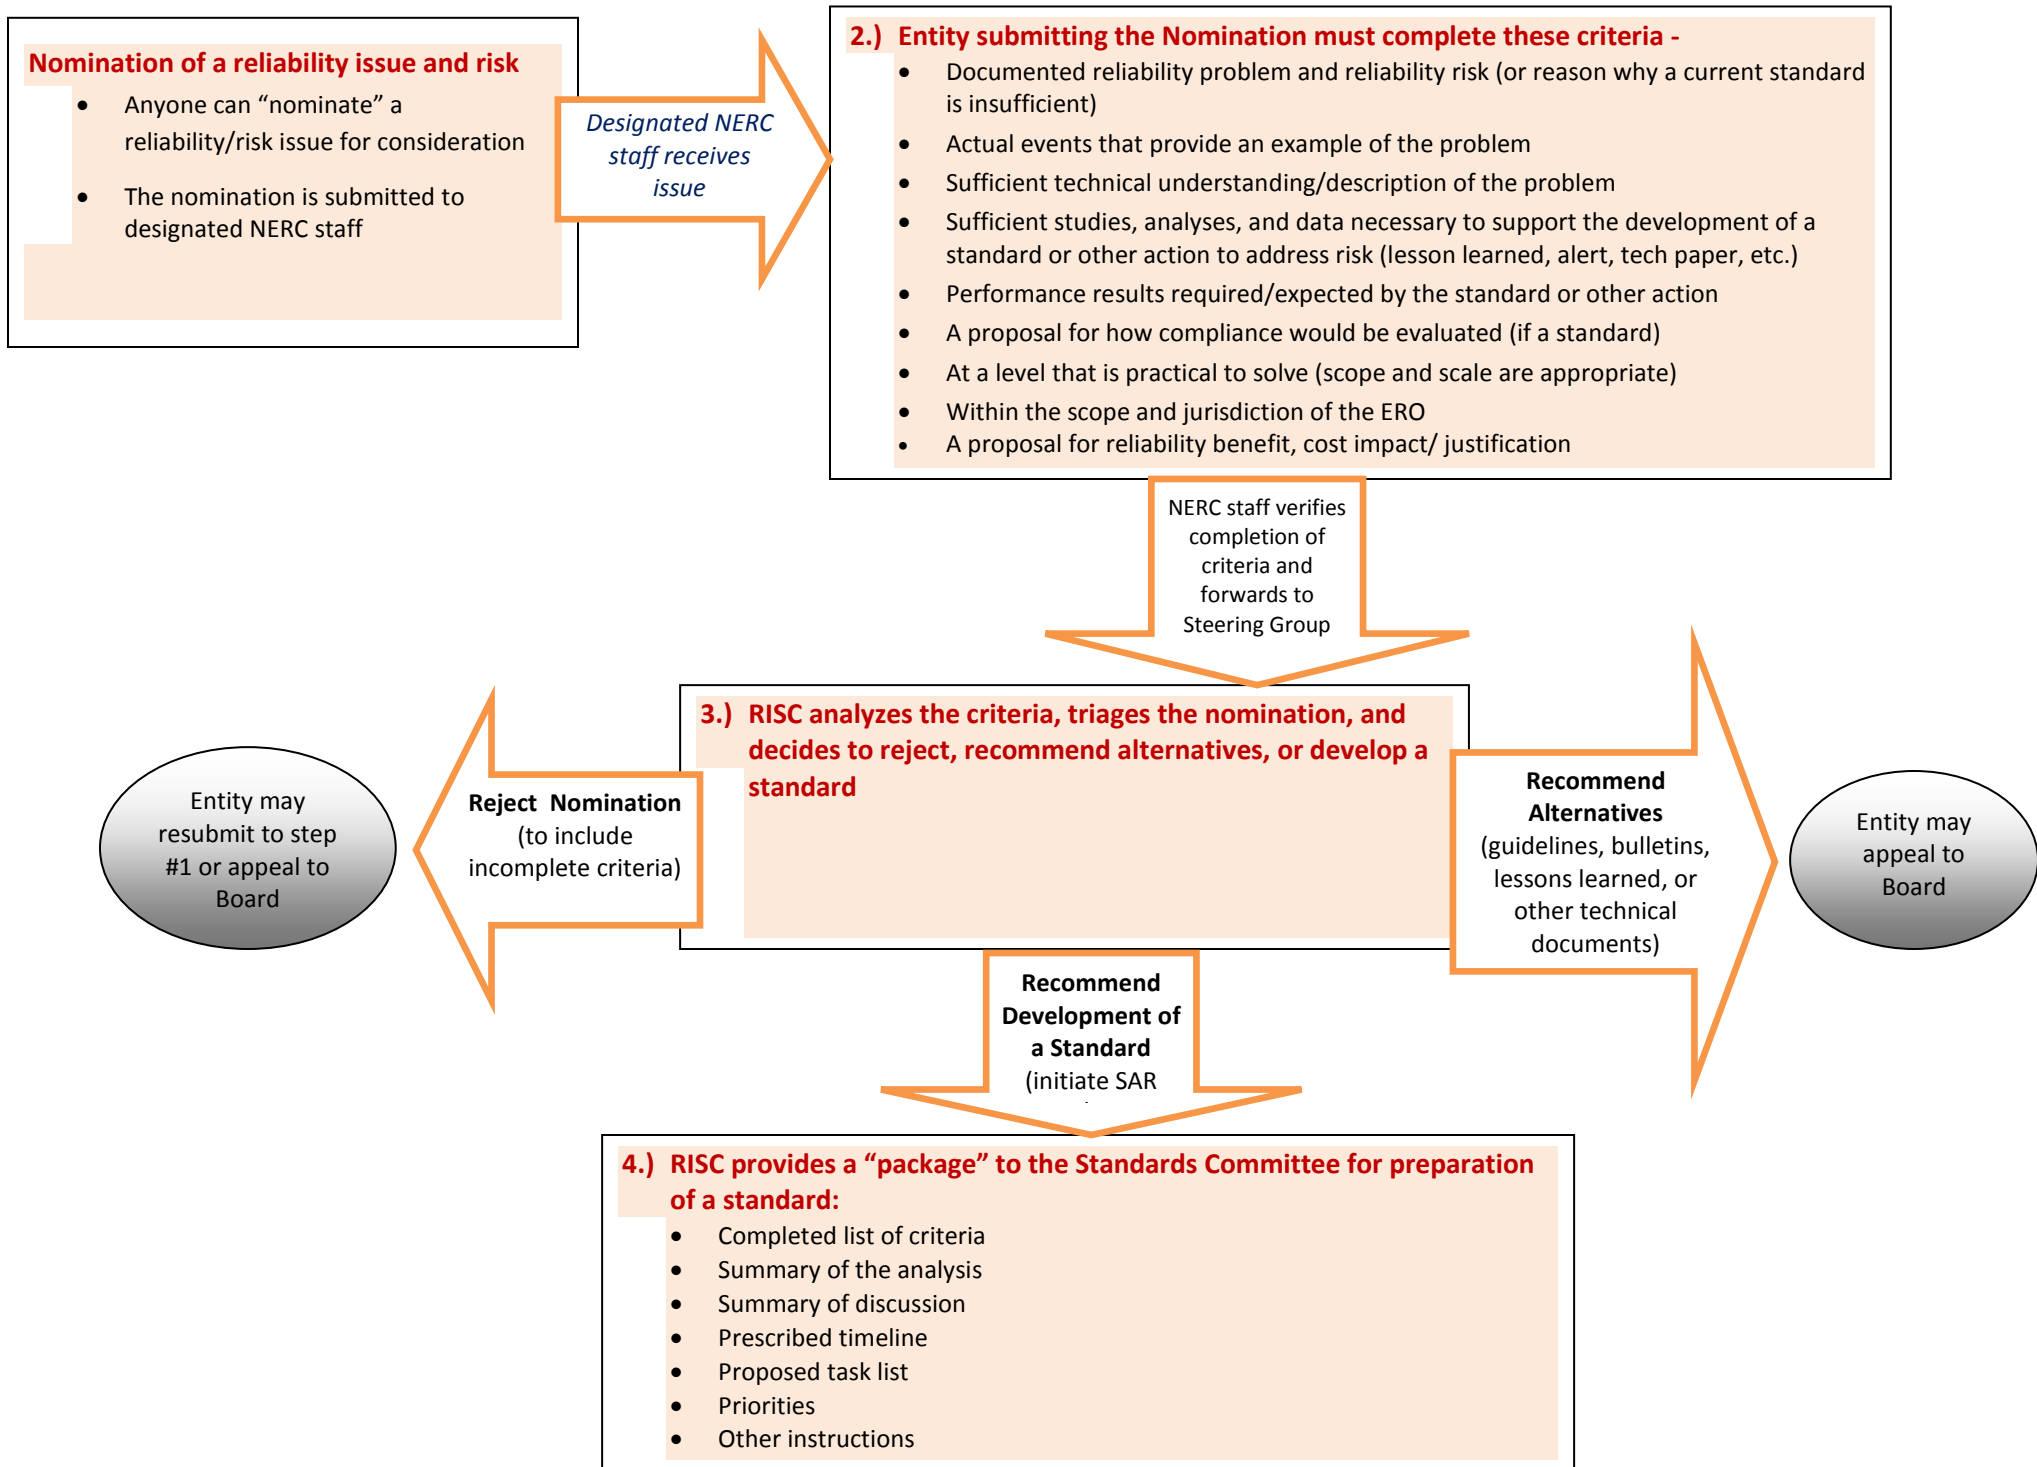 Nomination of a reliability issue and risk
• Anyone can “nominate” a
reliability/risk issue for consideration
• The nomination is submitted to
designated NERC staff
Designated NERC
staff receives
issue
2.) Entity submitting the Nomination must complete these criteria -
• Documented reliability problem and reliability risk (or reason why a current standard
is insufficient)
• Actual events that provide an example of the problem
• Sufficient technical understanding/description of the problem
• Sufficient studies, analyses, and data necessary to support the development of a
standard or other action to address risk (lesson learned, alert, tech paper, etc.)
• Performance results required/expected by the standard or other action
• A proposal for how compliance would be evaluated (if a standard)
• At a level that is practical to solve (scope and scale are appropriate)
• Within the scope and jurisdiction of the ERO
• A proposal for reliability benefit, cost impact/ justification
NERC staff verifies
completion of
criteria and
forwards to
Steering Group
3.) RISC analyzes the criteria, triages the nomination, and
decides to reject, recommend alternatives, or develop a
standard
Reject Nomination
(to include
incomplete criteria)
Entity may
resubmit to step
#1 or appeal to
Board
Recommend
Alternatives
(guidelines, bulletins,
lessons learned, or
other technical
documents)
Entity may
appeal to
Board
Recommend
Development of
a Standard
(initiate SAR
4.) RISC provides a “package” to the Standards Committee for preparation
of a standard:
• Completed list of criteria
• Summary of the analysis
• Summary of discussion
• Prescribed timeline
• Proposed task list
• Priorities
• Other instructions